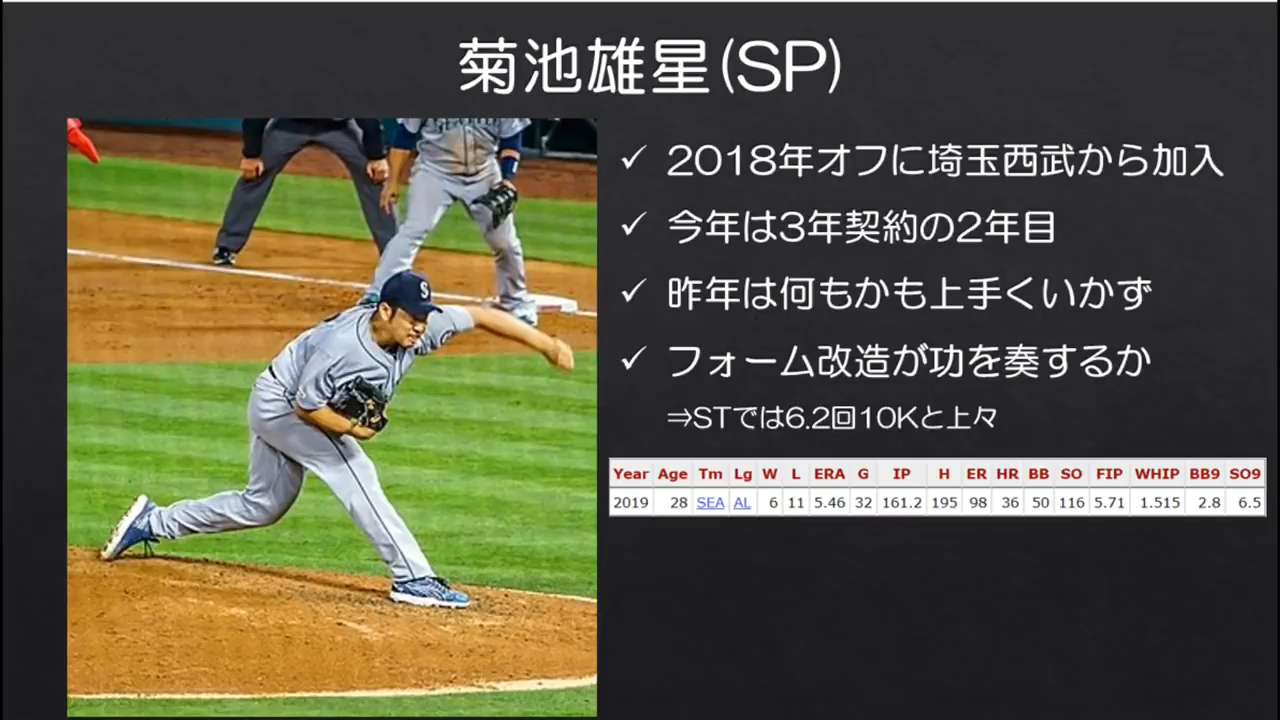 菊池雄星(SP)
✓ 2018年オフに埼玉西武から加入
✓ 今年は3年契約の2年目
✓ 昨年は何もかも上手くいかず
✓ フォーム改造が功を奏するか
⇒STでは6.2回10Kと上々
Year Age Tm Lg W L ERA G IP H ER HR BB SO FIP WHIP BB9 SO9
2019 28 SEA AL 6 11 5.46 32 161.2 195 98 36 50 116 5.71 1.515 2.8 6.5
S